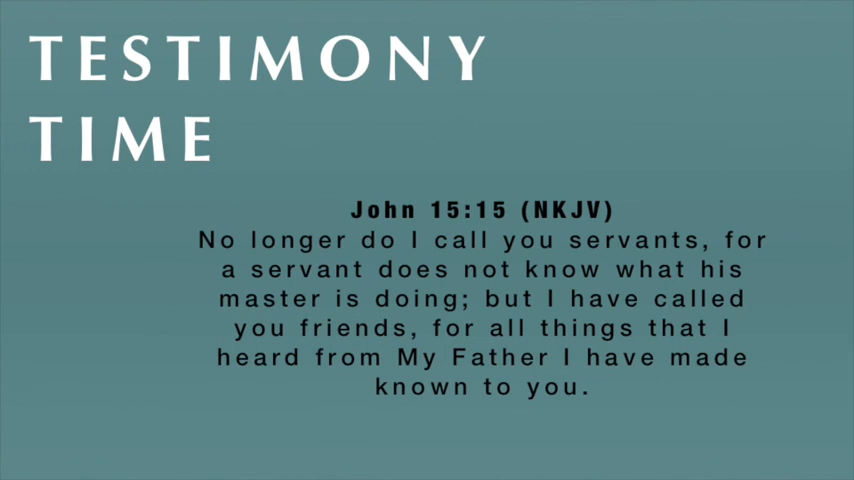 TESTIMONY
TIME
John 15:15 (NKJV)
No longer do I call you servants, for
a servant does not know what his
master is doing; but I have called
you friends, for all things that I
heard from My Father I have made
known to you.